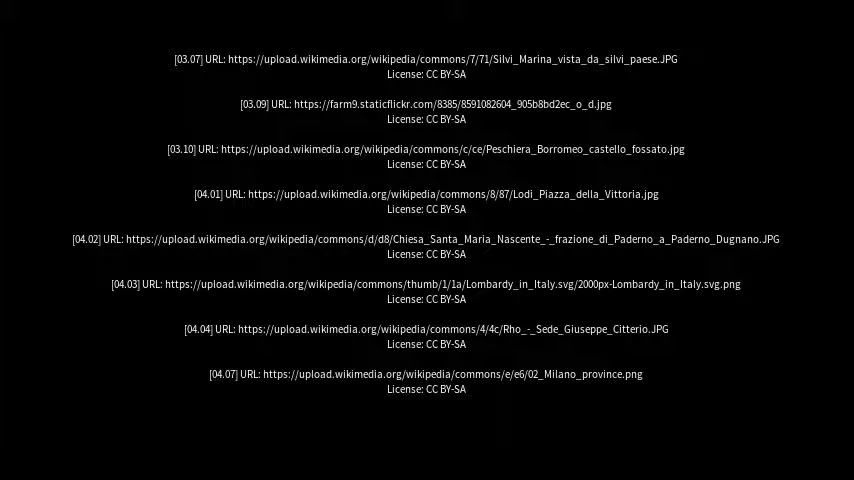 [03.07] URL: https://upload.wikimedia.org/wikipedia/commons/7/71/Silvi_Marina_vista_da_silvi_paese.JPG
License: CC BY-SA
[03.09] URL: https://farm9.staticflickr.com/8385/8591082604_905b8bd2ec_o_d.jpg
License: CC BY-SA
[03.10] URL: https://upload.wikimedia.org/wikipedia/commons/c/ce/Peschiera_Borromeo_castello_fossato.jpg
License: CC BY-SA
[04.01] URL: https://upload.wikimedia.org/wikipedia/commons/8/87/Lodi_Piazza_della_Vittoria.jpg
License: CC BY-SA
[04.02] URL: https://upload.wikimedia.org/wikipedia/commons/d/d8/Chiesa_Santa_Maria_Nascente_-_frazione_di_Paderno_a_Paderno_Dugnano.JPG
License: CC BY-SA
[04.03] URL: https://upload.wikimedia.org/wikipedia/commons/thumb/1/1a/Lombardy_in_Italy.svg/2000px-Lombardy_in_Italy.svg.png
License: CC BY-SA
[04.04] URL: https://upload.wikimedia.org/wikipedia/commons/4/4c/Rho_-_Sede_Giuseppe_Citterio.JPG
License: CC BY-SA
[04.07] URL: https://upload.wikimedia.org/wikipedia/commons/e/e6/02_Milano_province.png
License: CC BY-SA